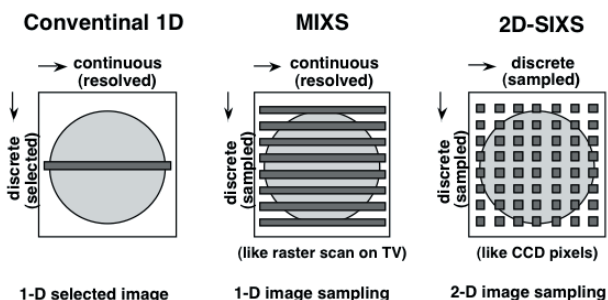 Conventinal 1D
continuous
(resolved)
discrete
(selected)
1-D selected image
MIXS
continuous
(resolved)
discrete
(sampled)
(like raster scan on TV)
1-D image sampling
2D-SIXS
discrete
(sampled)
discrete
(sampled)
(like CCD pixels)
2-D image sampling